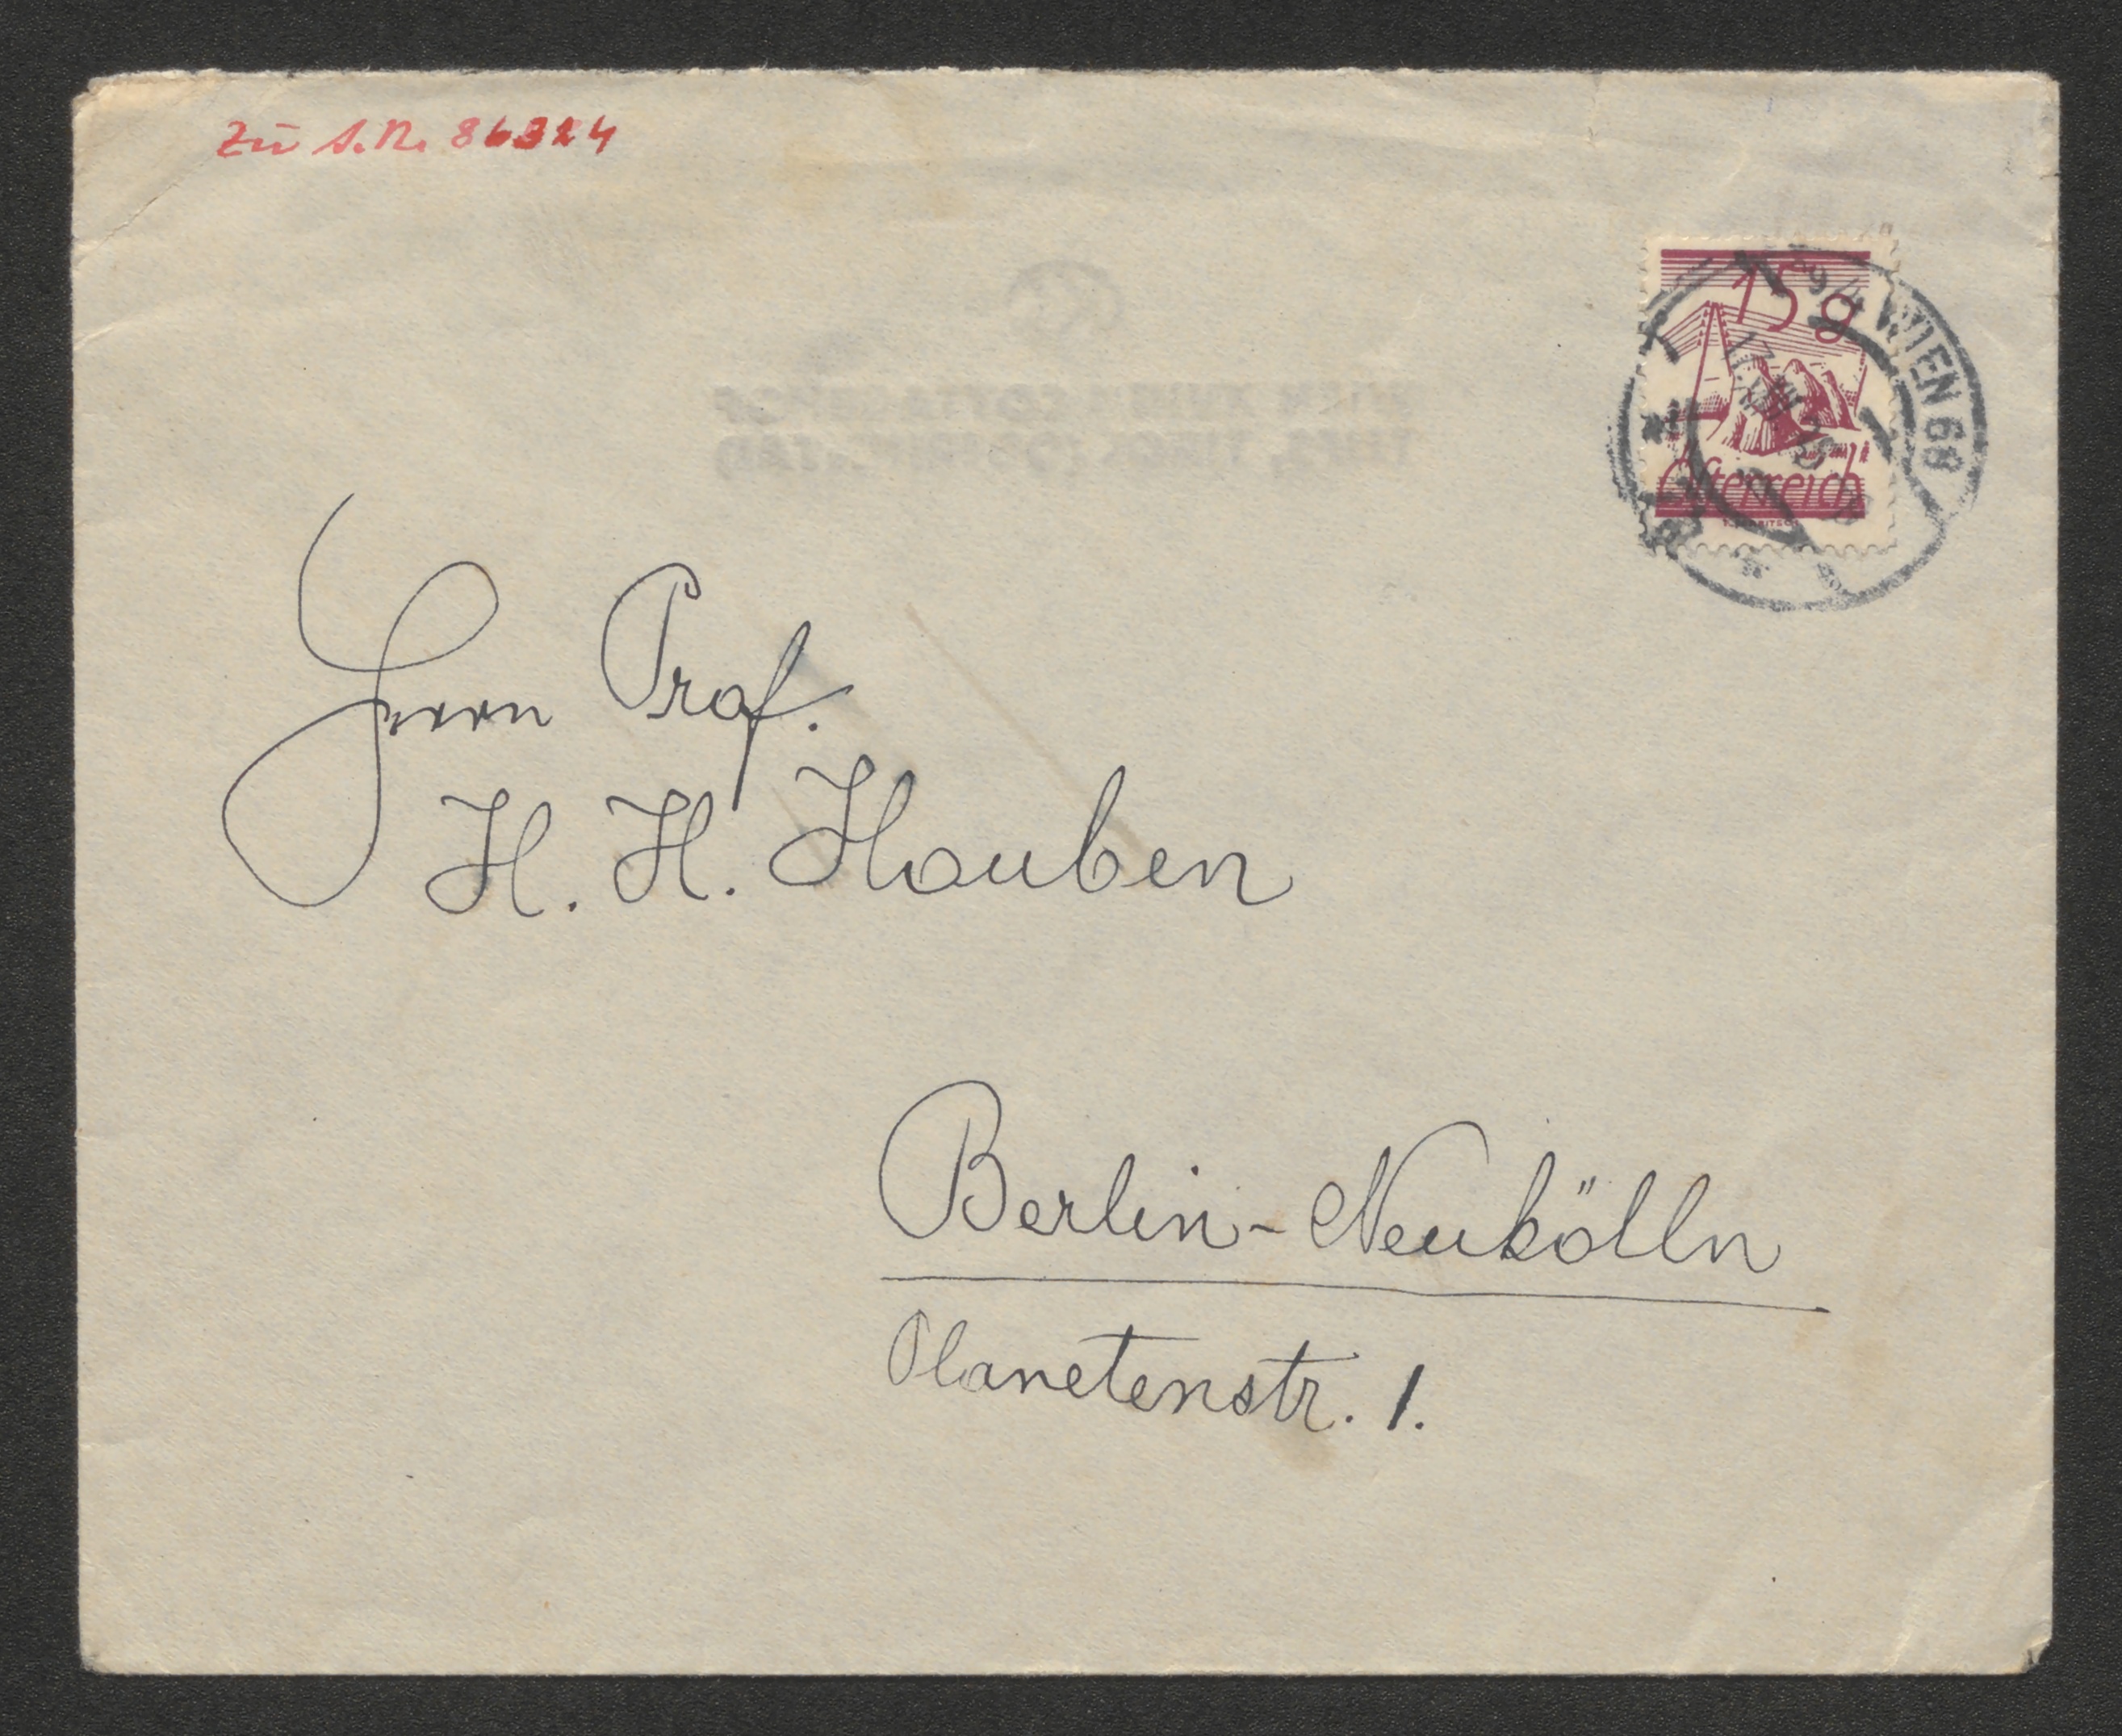 Zu S.R. 86324
15 g
WIEN 68
Österreich
Herrn Prof.
H. H. Houben
Berlin-Neukölln
Planetenstr. 1.